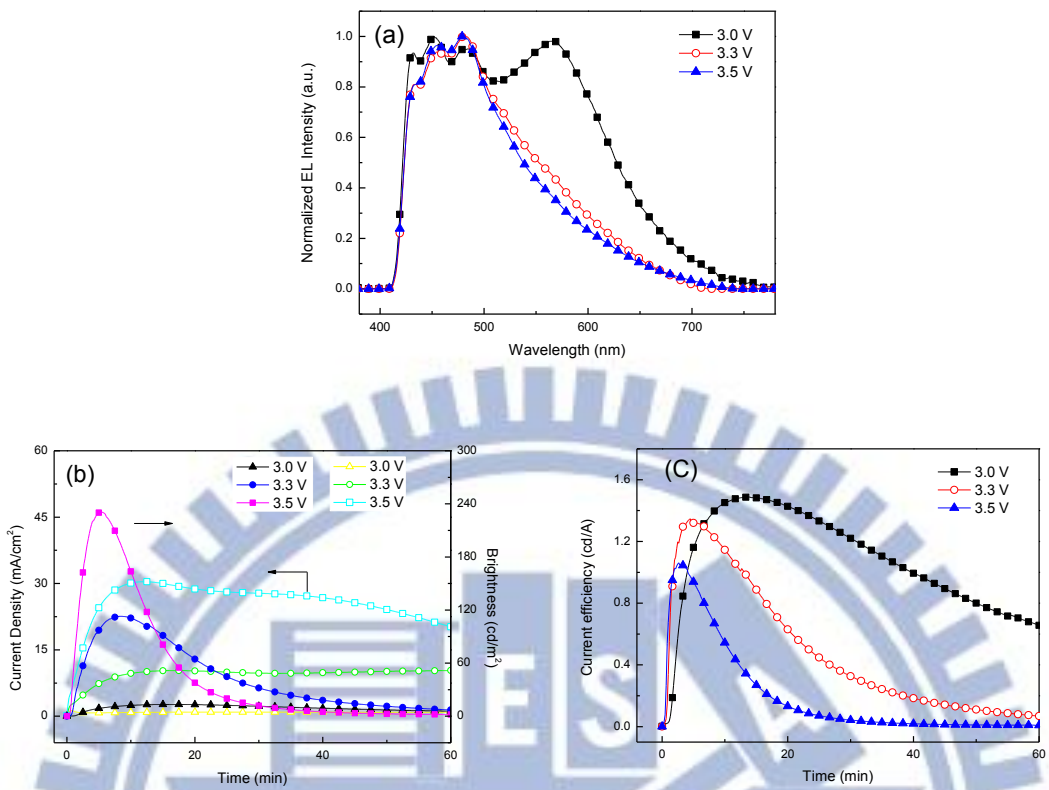 (a)
3.0 V
3.3 V
3.5 V
Normalized EL Intensity (a.u.)
1.0
0.8
0.6
0.4
0.2
0.0
400 500 600 700
Wavelength (nm)
(b)
3.0 V 3.0 V
3.3 V 3.3 V
3.5 V 3.5 V
Current Density (mA/cm²)
60
45
30
15
0
300
240
180
120
60
0
Brightness (cd/m²)
0 20 40 60
Time (min)
(C)
3.0 V
3.3 V
3.5 V
Current efficiency (cd/A)
1.6
1.2
0.8
0.4
0.0
0 20 40 60
Time (min)
ES